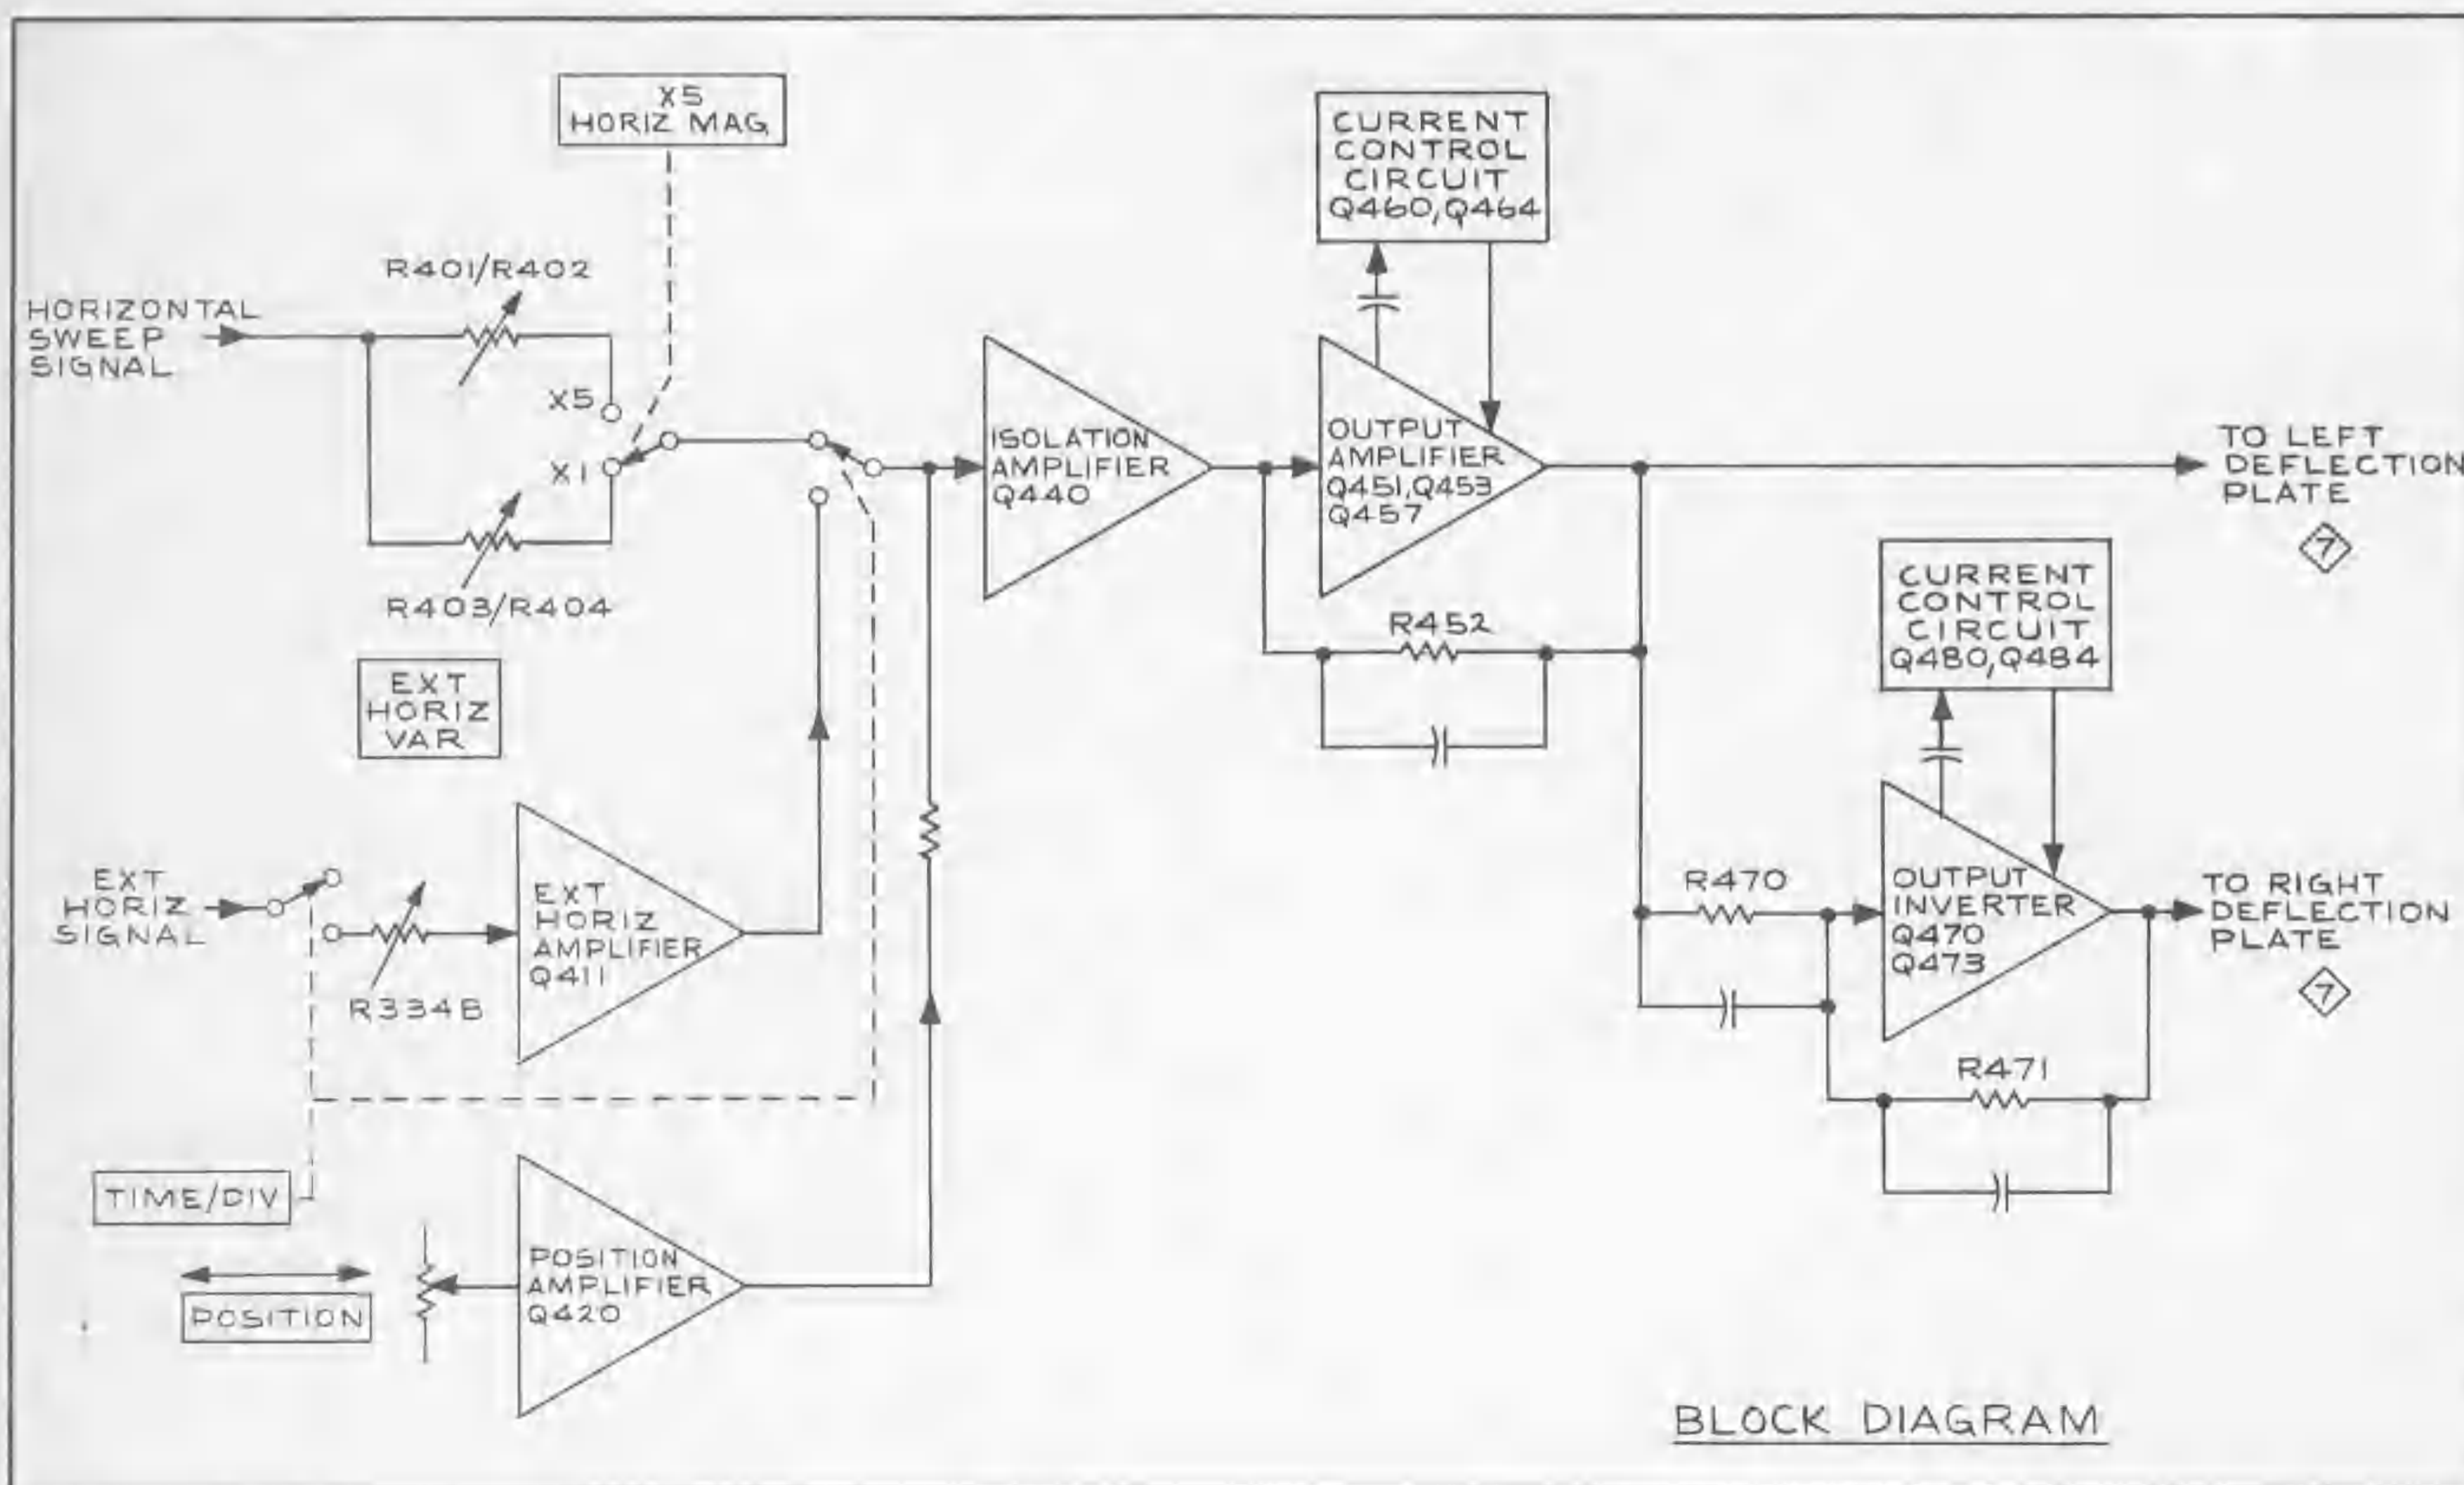 X5
HORIZ MAG
CURRENT
CONTROL
CIRCUIT
Q460,Q464
R401/R402
HORIZONTAL
SWEEP
SIGNAL
X5
X1
R403/R404
ISOLATION
AMPLIFIER
Q440
OUTPUT
AMPLIFIER
Q451,Q453
Q457
TO LEFT
DEFLECTION
PLATE
7
R452
CURRENT
CONTROL
CIRCUIT
Q480,Q484
EXT
HORIZ
VAR
EXT
HORIZ
SIGNAL
R334B
EXT
HORIZ
AMPLIFIER
Q411
R470
OUTPUT
INVERTER
Q470
Q473
TO RIGHT
DEFLECTION
PLATE
7
R471
TIME/DIV
POSITION
POSITION
AMPLIFIER
Q420
BLOCK DIAGRAM